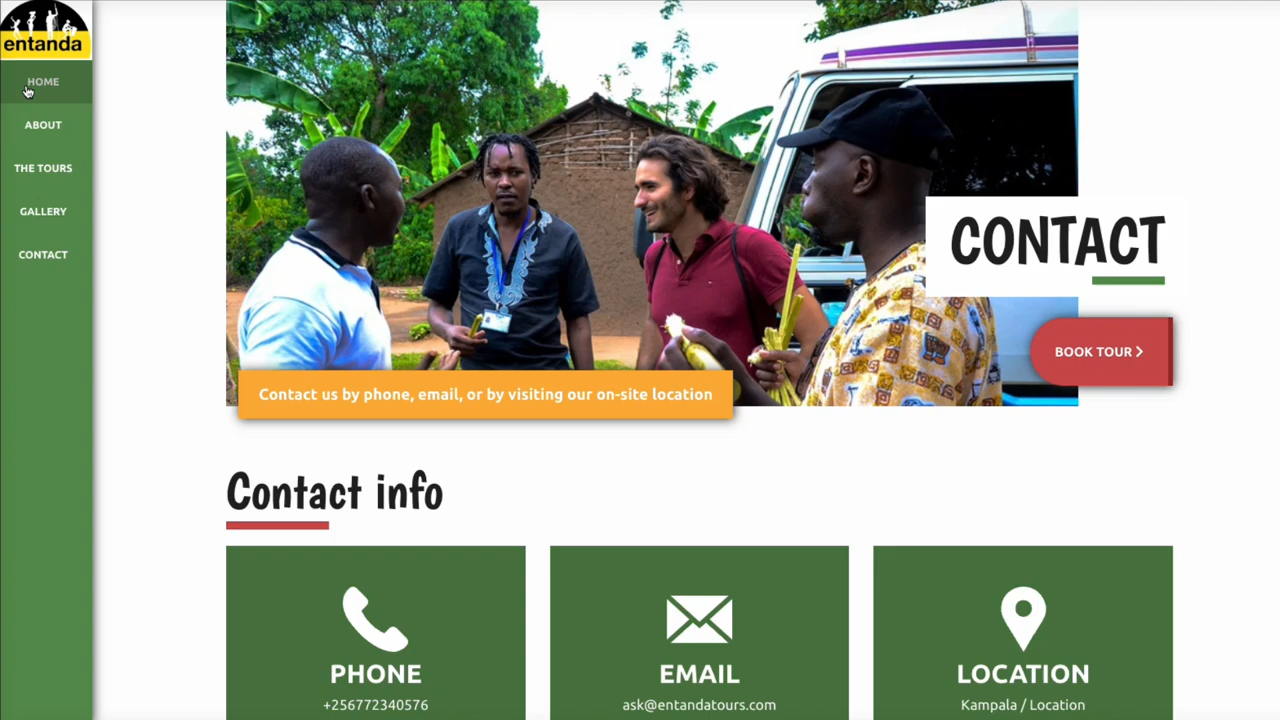 entanda
HOME
ABOUT
THE TOURS
GALLERY
CONTACT
CONTACT
BOOK TOUR
Contact us by phone, email, or by visiting our on-site location
Contact info
PHONE
+256772340576
EMAIL
ask@entandatours.com
LOCATION
Kampala / Location